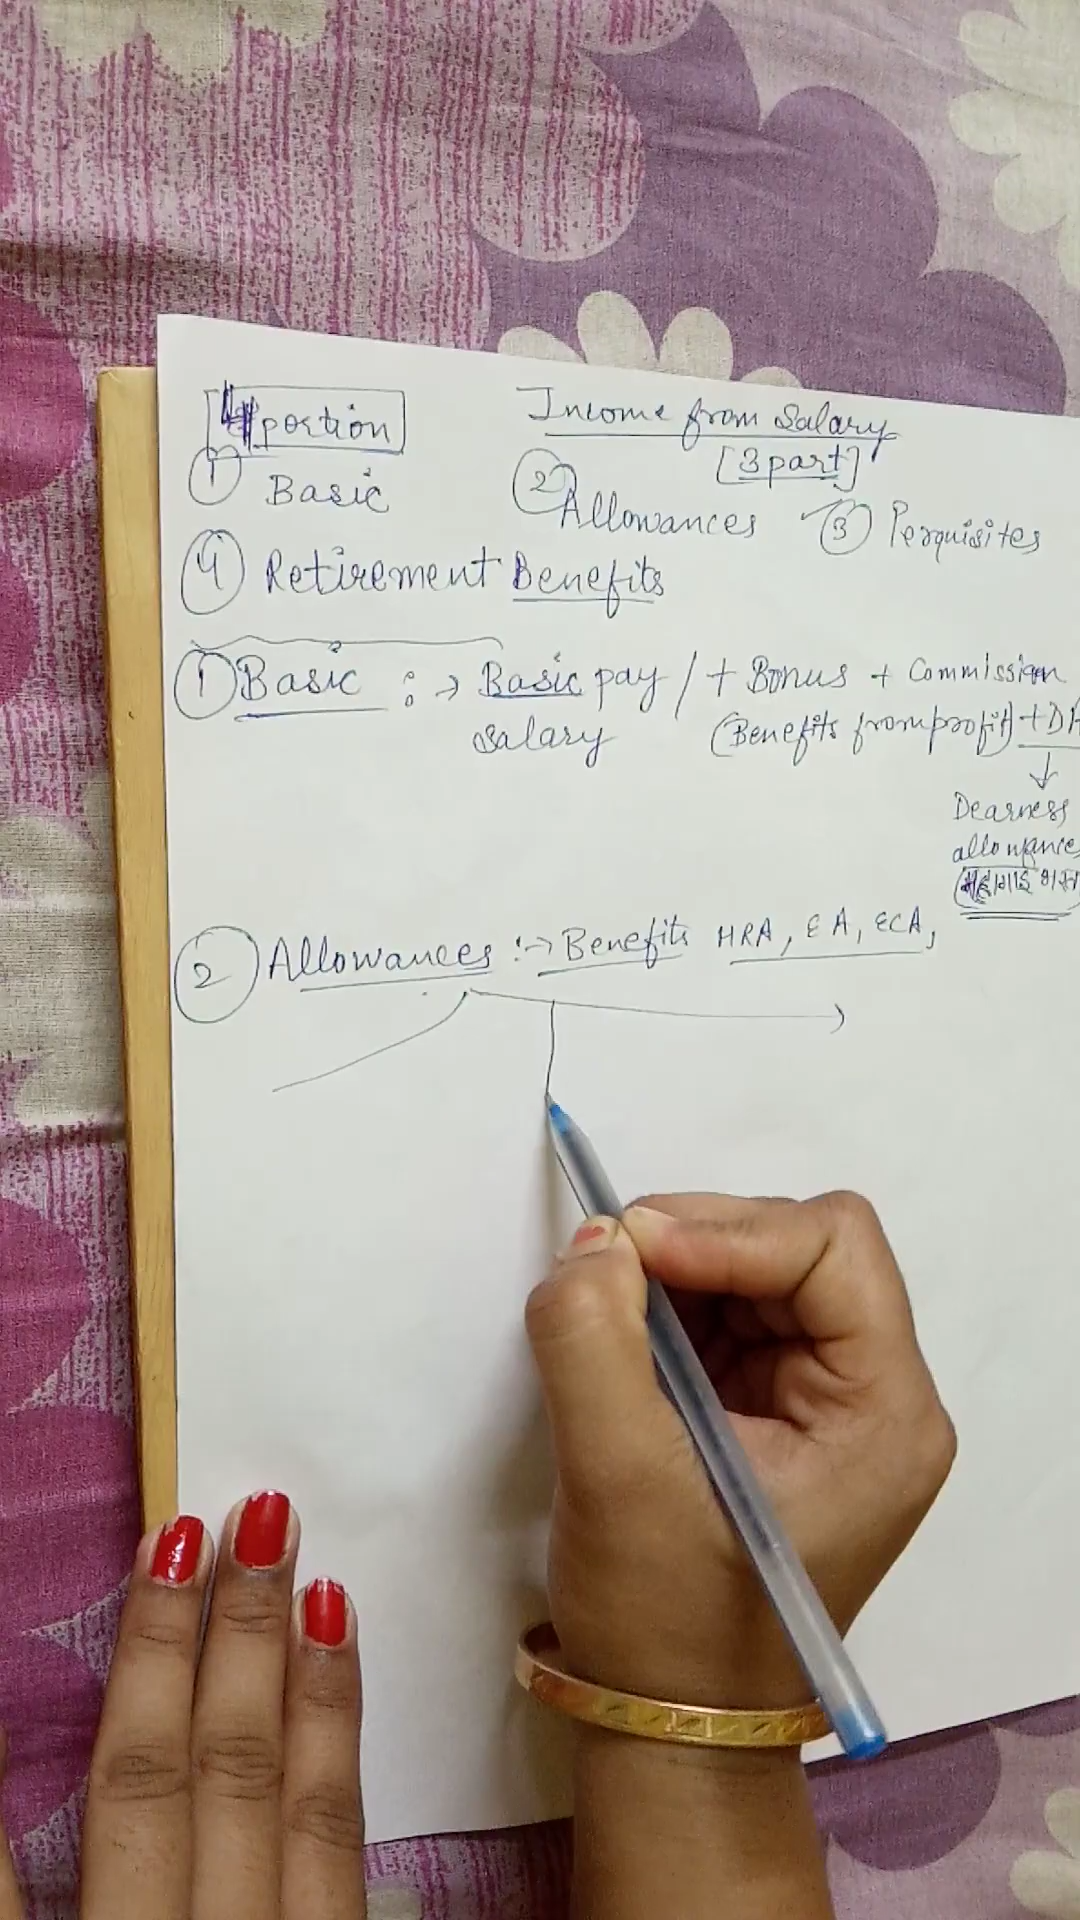 4 portion
Income from Salary
[3 part]
① Basic ② Allowances ③ Perquisites
④ Retirement Benefits
① Basic :→ Basic pay / + Bonus + Commission
Salary (Benefits from profit) + DA
Dearness
allowance
2 Allowances :→ Benefits HRA, EA, ECA,